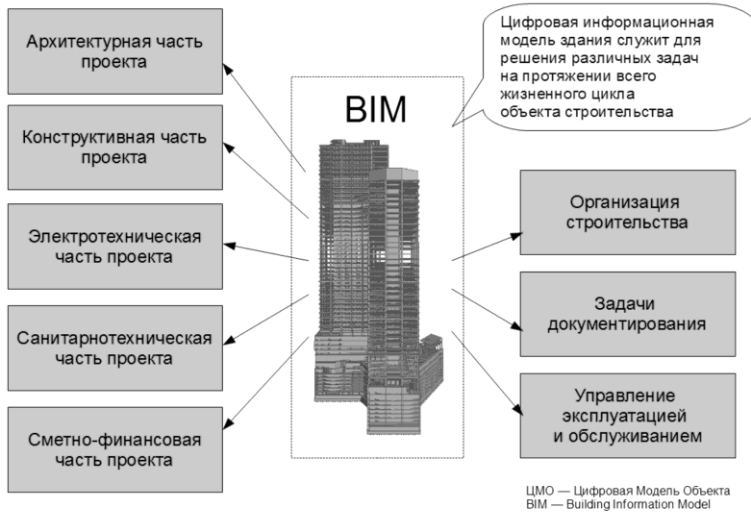 Архитектурная часть
проекта
Конструктивная часть
проекта
Электротехническая
часть проекта
Санитарнотехническая
часть проекта
Сметно-финансовая
часть проекта
BIM
Цифровая информационная
модель здания служит для
решения различных задач
на протяжении всего
жизненного цикла
объекта строительства
Организация
строительства
Задачи
документирования
Управление
эксплуатацией
и обслуживанием
ЦМО — Цифровая Модель Объекта
BIM — Building Information Model